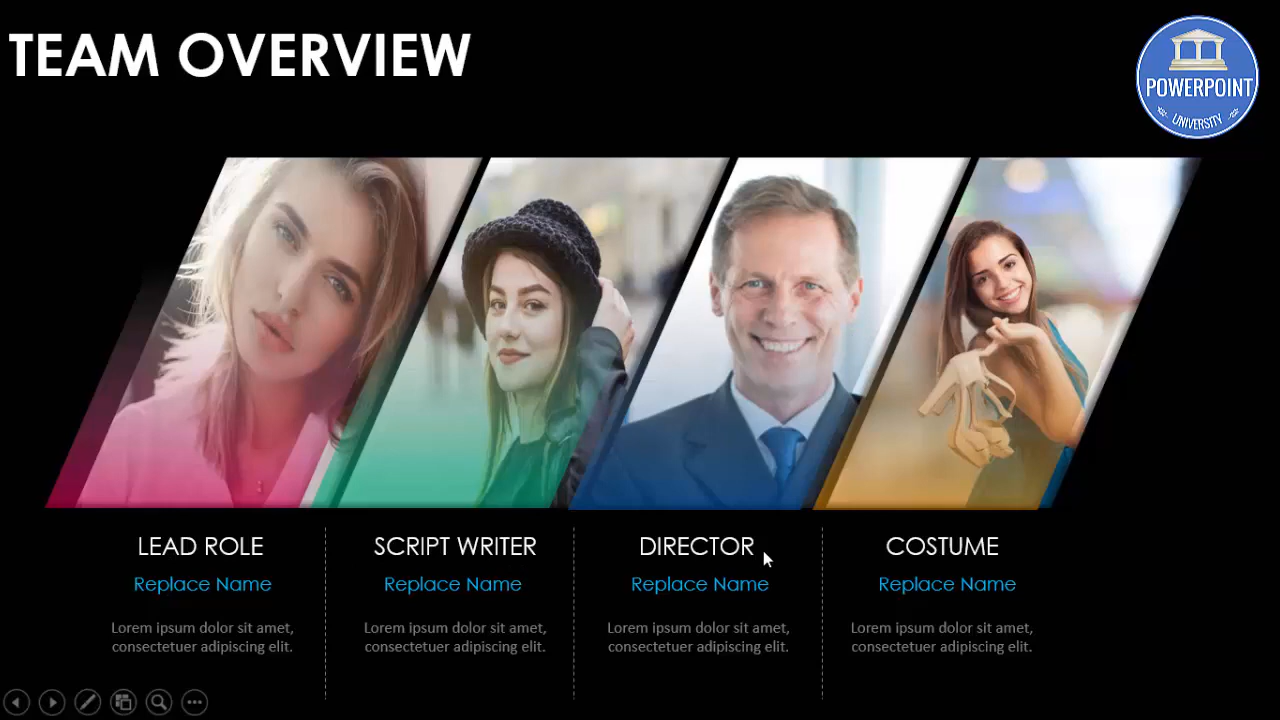 TEAM OVERVIEW
POWERPOINT
UNIVERSITY
LEAD ROLE
Replace Name
Lorem ipsum dolor sit amet,
consectetuer adipiscing elit.
SCRIPT WRITER
Replace Name
Lorem ipsum dolor sit amet,
consectetuer adipiscing elit.
DIRECTOR
Replace Name
Lorem ipsum dolor sit amet,
consectetuer adipiscing elit.
COSTUME
Replace Name
Lorem ipsum dolor sit amet,
consectetuer adipiscing elit.